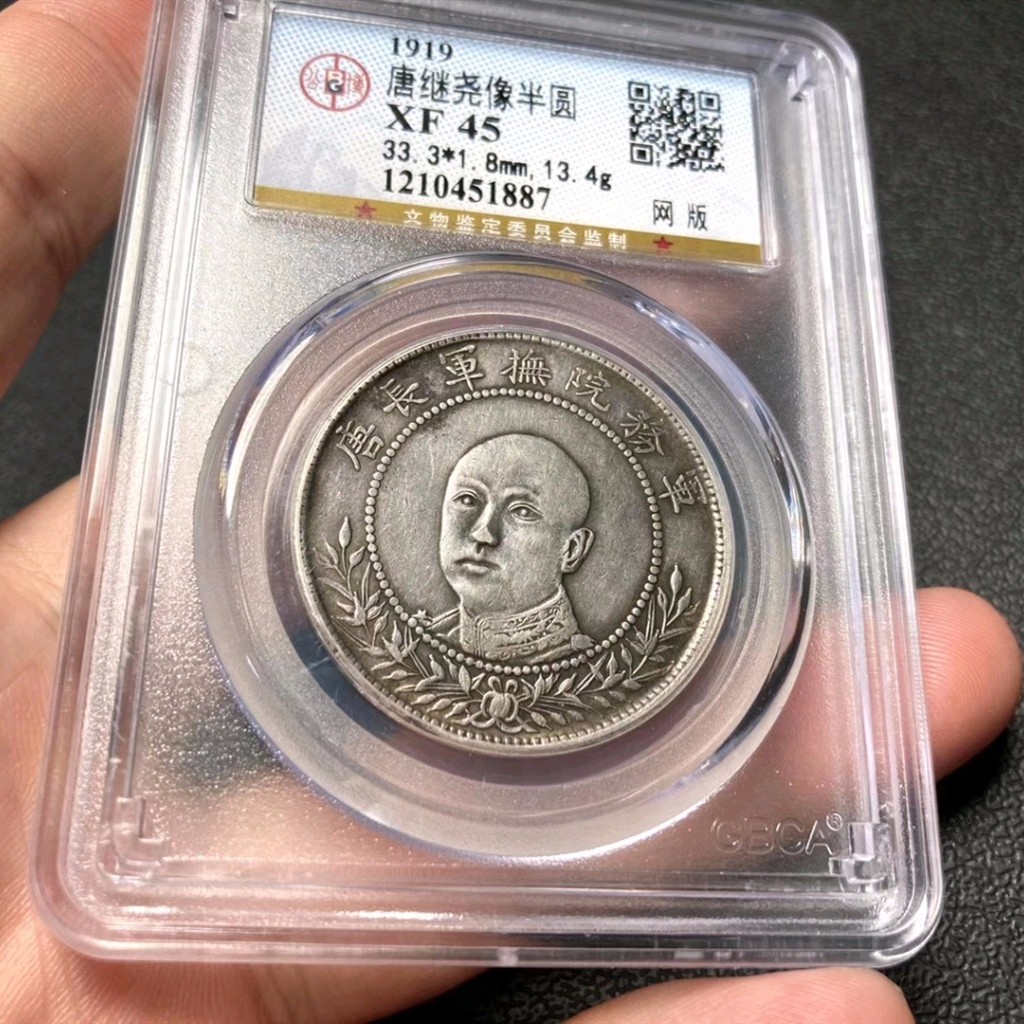 1919
唐继尧像半圆
XF 45
33.3*1.8mm,13.4g
1210451887
网版
文物鉴定委员会监制
軍務院撫軍長唐
GBCA®